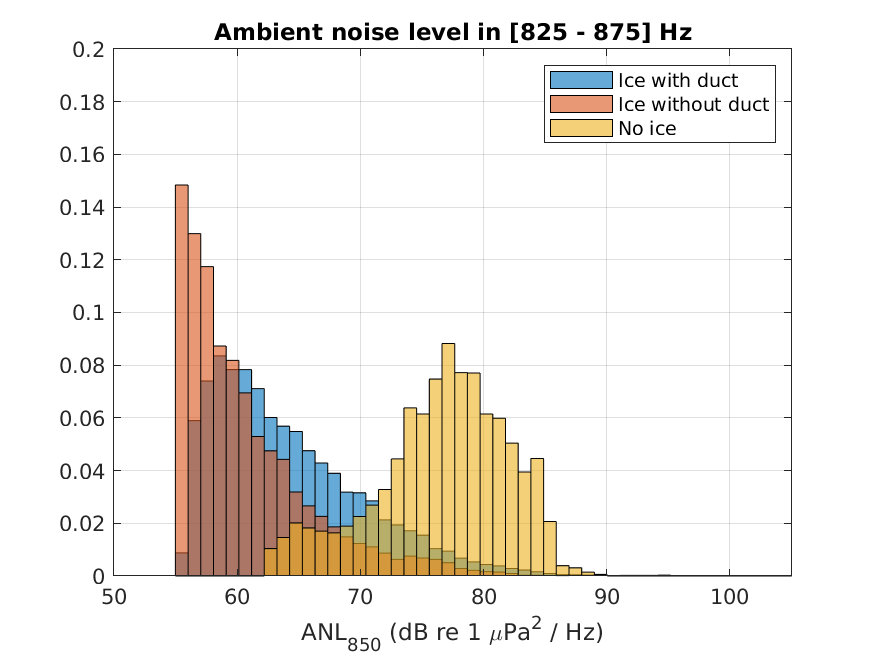 Ambient noise level in [825 - 875] Hz
0.2
0.18
0.16
0.14
0.12
0.1
0.08
0.06
0.04
0.02
0
Ice with duct
Ice without duct
No ice
50 60 70 80 90 100
ANL₈₅₀ (dB re 1 μPa² / Hz)